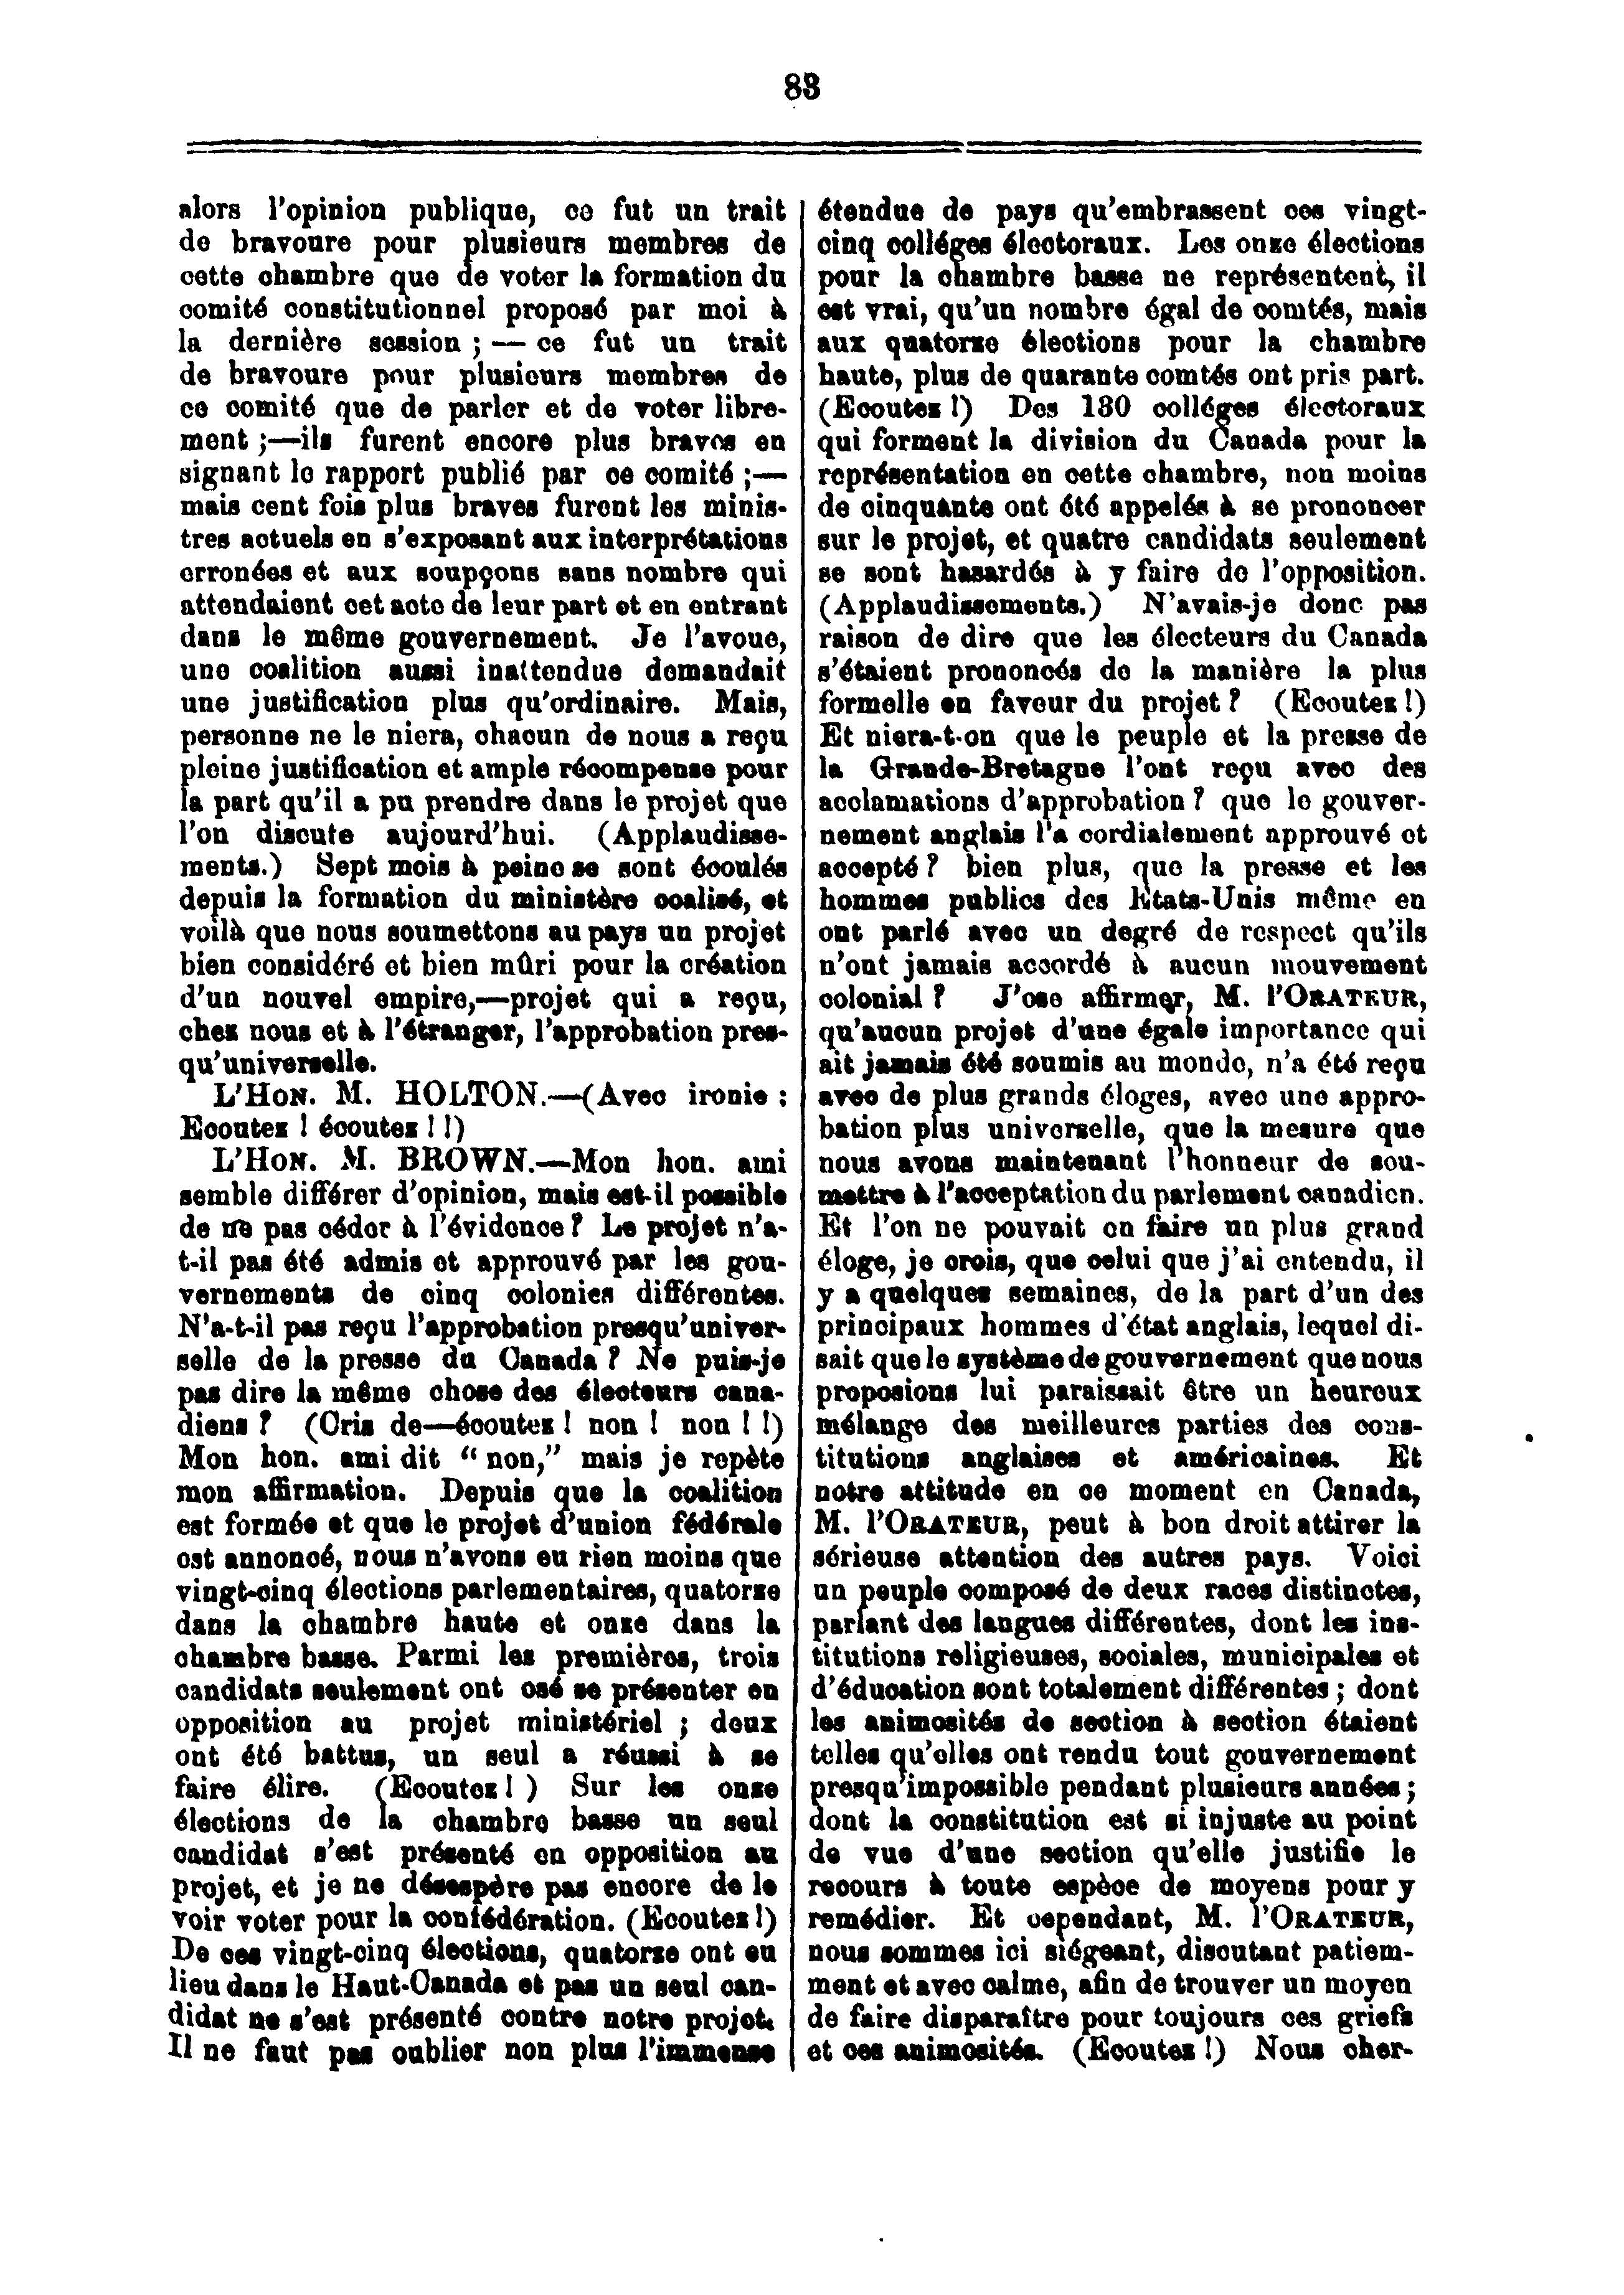 83
alors l'opinion publique, ce fut un trait
de bravoure pour plusieurs membres de
cette chambre que de voter la formation du
comité constitutionnel proposé par moi à
la dernière session ; — ce fut un trait
de bravoure pour plusieurs membres de
ce comité que de parler et de voter libre-
ment ;—ils furent encore plus braves en
signant le rapport publié par ce comité ;—
mais cent fois plus braves furent les minis-
tres actuels en s'exposant aux interprétations
erronées et aux soupçons sans nombre qui
attendaient cet acte de leur part et en entrant
dans le même gouvernement. Je l'avoue,
une coalition aussi inattendue demandait
une justification plus qu'ordinaire. Mais,
personne ne le niera, chacun de nous a reçu
pleine justification et ample récompense pour
la part qu'il a pu prendre dans le projet que
l'on discute aujourd'hui. (Applaudisse-
ments.) Sept mois à peine se sont écoulés
depuis la formation du ministère coalisé, et
voilà que nous soumettons au pays un projet
bien considéré et bien mûri pour la création
d'un nouvel empire,—projet qui a reçu,
chez nous et à l'étranger, l'approbation pres-
qu'universelle.
L'HON. M. HOLTON.—(Avec ironie :
Ecoutez ! écoutez ! !)
L'HON. M. BROWN.—Mon hon. ami
semble différer d'opinion, mais est-il possible
de ne pas céder à l'évidence ? Le projet n'a-
t-il pas été admis et approuvé par les gou-
vernements de cinq colonies différentes.
N'a-t-il pas reçu l'approbation presqu'univer-
selle de la presse du Canada ? Ne puis-je
pas dire la même chose des électeurs cana-
diens ? (Cris de—écoutez ! non ! non ! !)
Mon hon. ami dit “ non,” mais je repète
mon affirmation. Depuis que la coalition
est formée et que le projet d'union fédérale
est annoncé, nous n'avons eu rien moins que
vingt-cinq élections parlementaires, quatorze
dans la chambre haute et onze dans la
chambre basse. Parmi les premières, trois
candidats seulement ont osé se présenter en
opposition au projet ministériel ; deux
ont été battus, un seul a réussi à se
faire élire. (Ecoutez ! ) Sur les onze
élections de la chambre basse un seul
candidat s'est présenté en opposition au
projet, et je ne désespère pas encore de le
voir voter pour la confédération. (Ecoutez !)
De ces vingt-cinq élections, quatorze ont eu
lieu dans le Haut-Canada et pas un seul can-
didat ne s'est présenté contre notre projet.
Il ne faut pas oublier non plus l'immense
étendue de pays qu'embrassent ces vingt-
cinq colléges électoraux. Les onze élections
pour la chambre basse ne représentent, il
est vrai, qu'un nombre égal de comtés, mais
aux quatorze élections pour la chambre
haute, plus de quarante comtés ont pris part.
(Ecoutez !) Des 130 colléges électoraux
qui forment la division du Canada pour la
représentation en cette chambre, non moins
de cinquante ont été appelés à se prononcer
sur le projet, et quatre candidats seulement
se sont hasardés à y faire de l'opposition.
(Applaudissements.) N'avais-je donc pas
raison de dire que les électeurs du Canada
s'étaient prononcés de la manière la plus
formelle en faveur du projet ? (Ecoutez !)
Et niera-t-on que le peuple et la presse de
la Grande-Bretagne l'ont reçu avec des
acclamations d'approbation ? que le gouver-
nement anglais l'a cordialement approuvé et
accepté ? bien plus, que la presse et les
hommes publics des Etats-Unis même en
ont parlé avec un degré de respect qu'ils
n'ont jamais accordé à aucun mouvement
colonial ? J'ose affirmer, M. l'ORATEUR,
qu'aucun projet d'une égale importance qui
ait jamais été soumis au monde, n'a été reçu
avec de plus grands éloges, avec une appro-
bation plus universelle, que la mesure que
nous avons maintenant l'honneur de sou-
mettre à l'acceptation du parlement canadien.
Et l'on ne pouvait en faire un plus grand
éloge, je crois, que celui que j'ai entendu, il
y a quelques semaines, de la part d'un des
principaux hommes d'état anglais, lequel di-
sait que le système de gouvernement que nous
proposions lui paraissait être un heureux
mélange des meilleures parties des cons-
titutions anglaises et américaines. Et
notre attitude en ce moment en Canada,
M. l'ORATEUR, peut à bon droit attirer la
sérieuse attention des autres pays. Voici
un peuple composé de deux races distinctes,
parlant des langues différentes, dont les ins-
titutions religieuses, sociales, municipales et
d'éducation sont totalement différentes ; dont
les animosités de section à section étaient
telles qu'elles ont rendu tout gouvernement
presqu'impossible pendant plusieurs années ;
dont la constitution est si injuste au point
de vue d'une section qu'elle justifie le
recours à toute espèce de moyens pour y
remédier. Et cependant, M. l'ORATEUR,
nous sommes ici siégeant, discutant patiem-
ment et avec calme, afin de trouver un moyen
de faire disparaître pour toujours ces griefs
et ces animosités. (Ecoutez !) Nous cher-